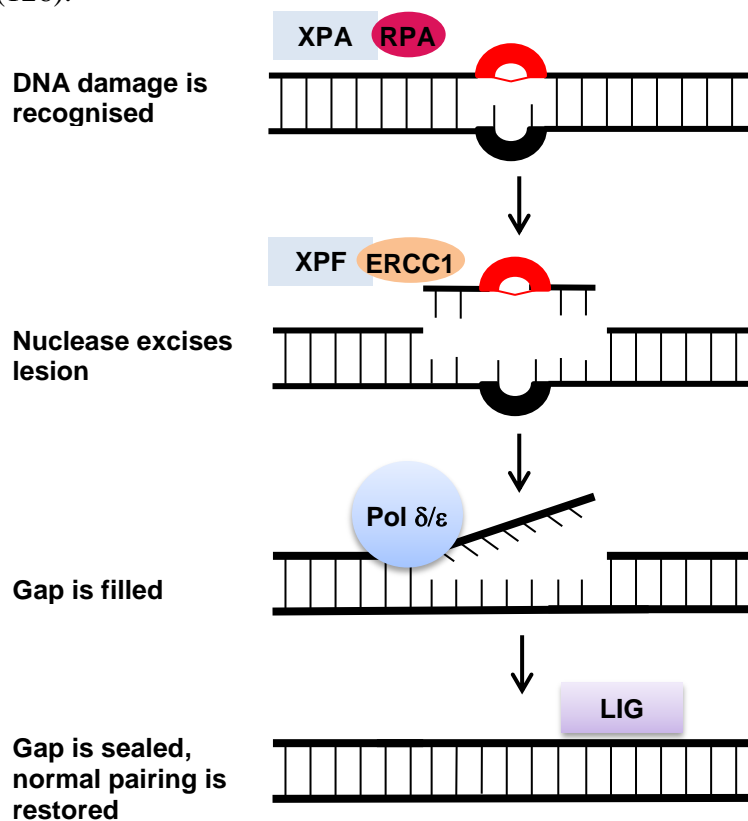 (128).
XPA RPA
DNA damage is
recognised
XPF ERCC1
Nuclease excises
lesion
Pol δ/ε
Gap is filled
LIG
Gap is sealed,
normal pairing is
restored